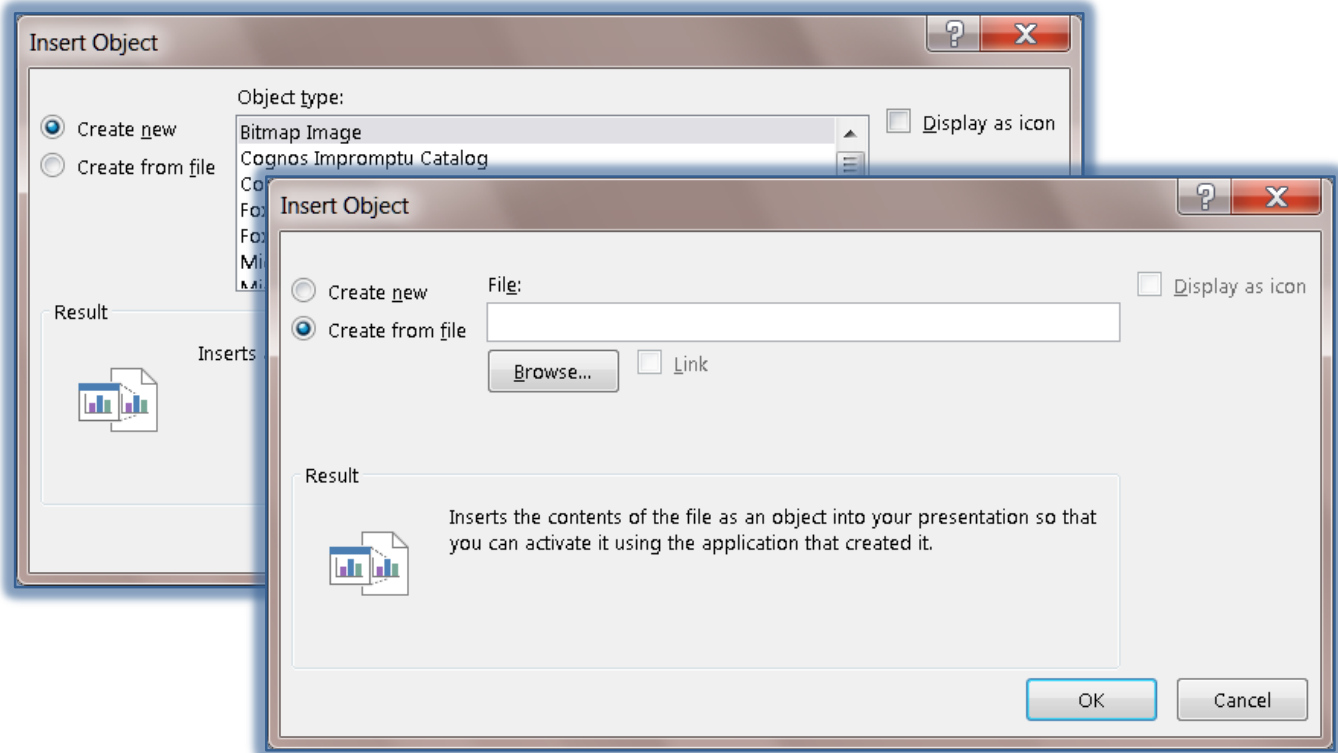 Insert Object
Object type:
Create new
Create from file
Bitmap Image
Cognos Impromptu Catalog
Display as icon
Result
Inserts
Insert Object
Create new
Create from file
File:
Browse...
Link
Display as icon
Result
Inserts the contents of the file as an object into your presentation so that
you can activate it using the application that created it.
OK
Cancel